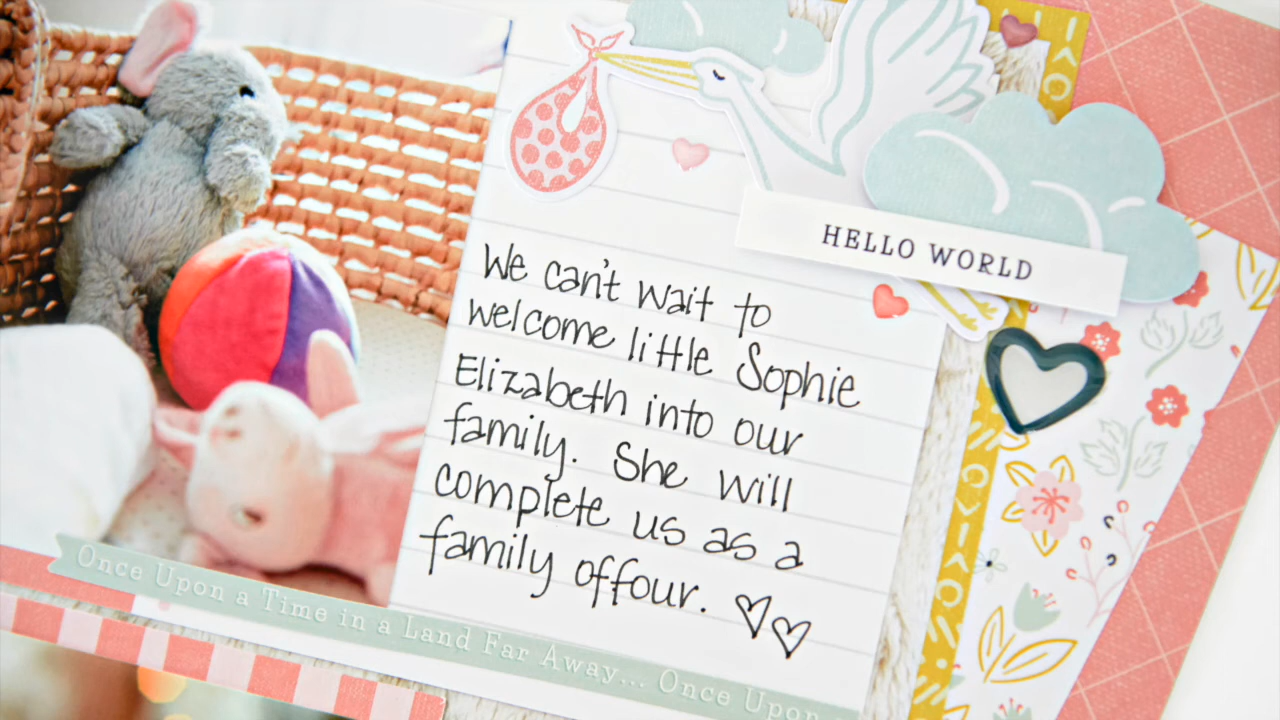 HELLO WORLD
We can't wait to
welcome little Sophie
Elizabeth into our
family. She will
complete us as a
family offour.
Once Upon a Time in a Land Far Away... Once Upon